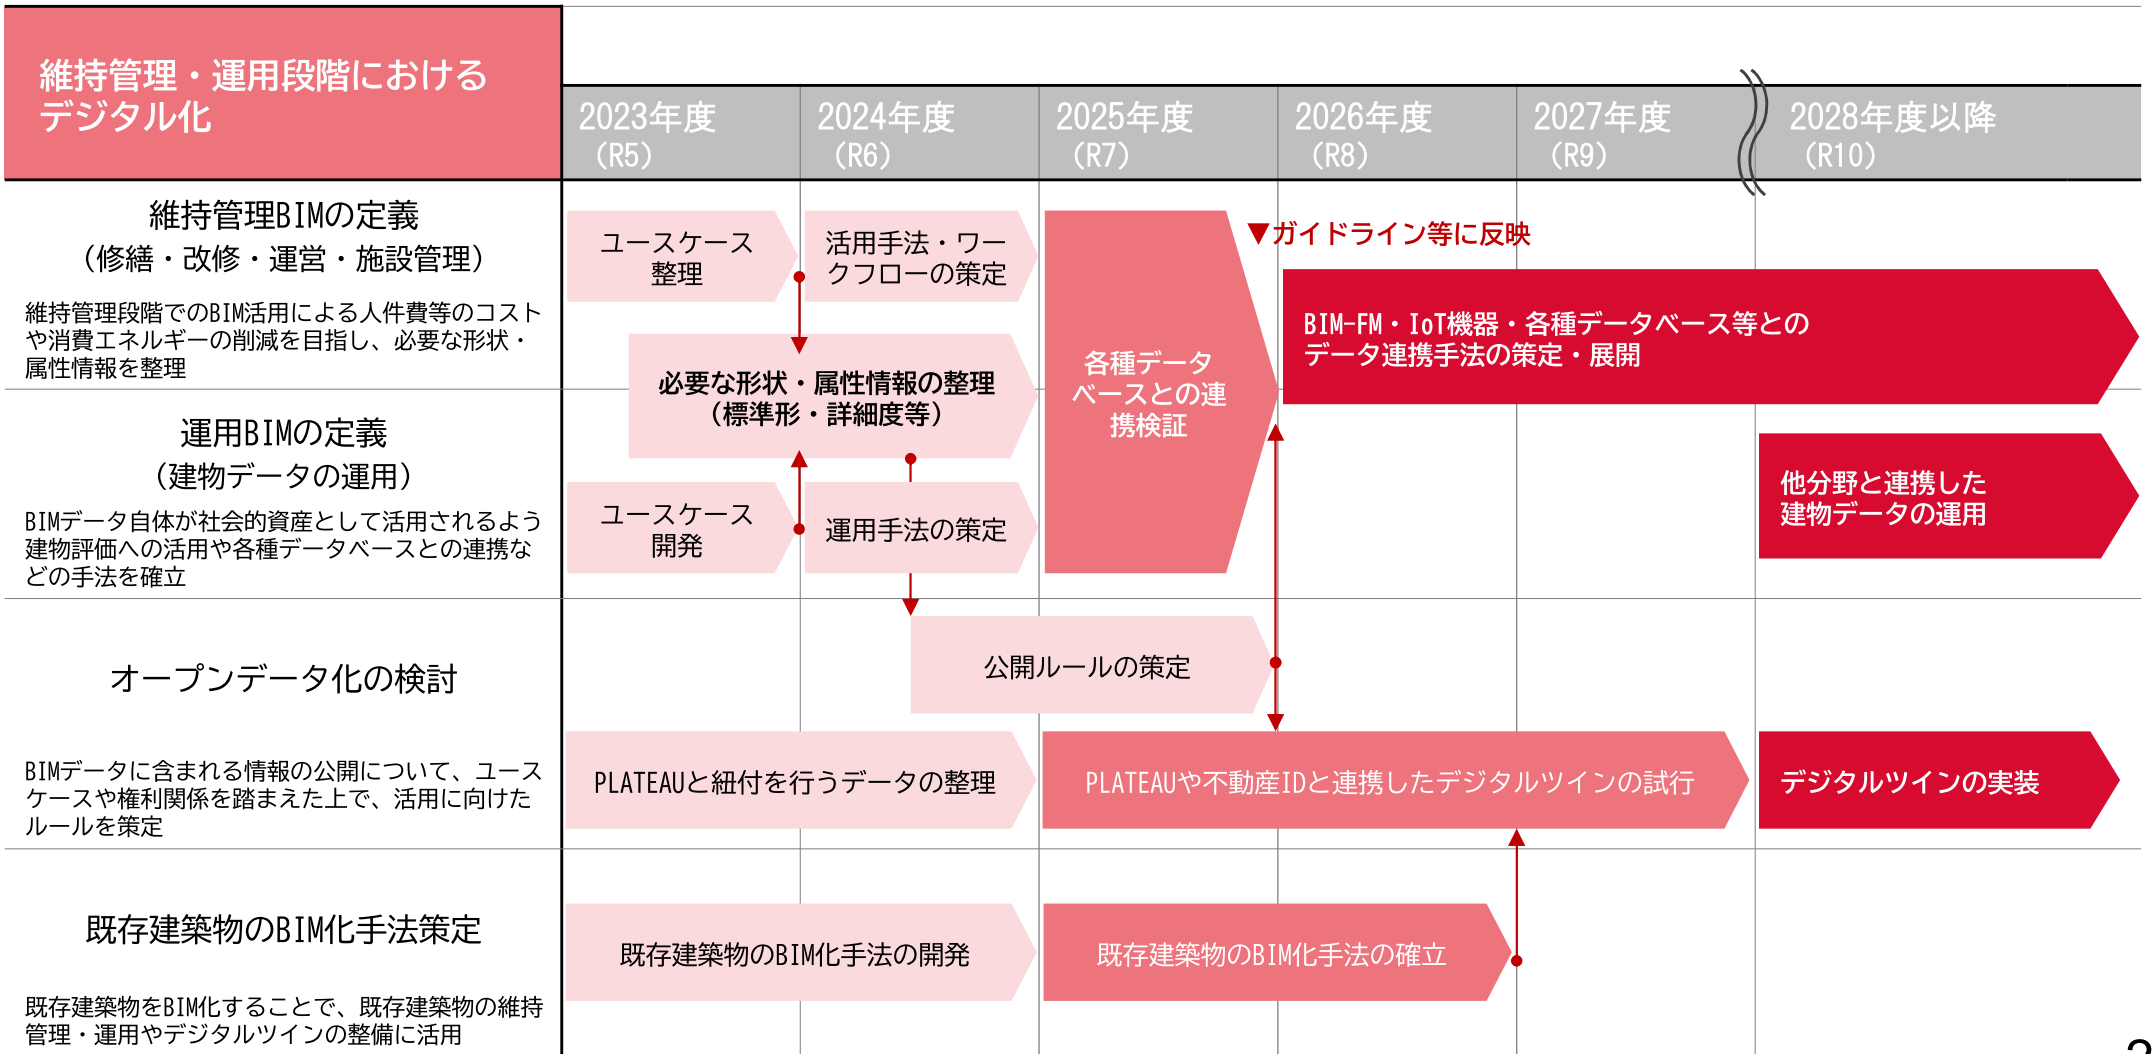 維持管理・運用段階における
デジタル化
2023年度
（R5）
2024年度
（R6）
2025年度
（R7）
2026年度
（R8）
2027年度
（R9）
2028年度以降
（R10）
維持管理BIMの定義
（修繕・改修・運営・施設管理）
維持管理段階でのBIM活用による人件費等のコスト
や消費エネルギーの削減を目指し、必要な形状・
属性情報を整理
ユースケース
整理
活用手法・ワー
クフローの策定
▼ガイドライン等に反映
必要な形状・属性情報の整理
（標準形・詳細度等）
各種データ
ベースとの連
携検証
BIM-FM・IoT機器・各種データベース等との
データ連携手法の策定・展開
運用BIMの定義
（建物データの運用）
BIMデータ自体が社会的資産として活用されるよう
建物評価への活用や各種データベースとの連携な
どの手法を確立
ユースケース
開発
運用手法の策定
他分野と連携した
建物データの運用
オープンデータ化の検討
BIMデータに含まれる情報の公開について、ユース
ケースや権利関係を踏まえた上で、活用に向けた
ルールを策定
公開ルールの策定
PLATEAUと紐付を行うデータの整理
PLATEAUや不動産IDと連携したデジタルツインの試行
デジタルツインの実装
既存建築物のBIM化手法策定
既存建築物をBIM化することで、既存建築物の維持
管理・運用やデジタルツインの整備に活用
既存建築物のBIM化手法の開発
既存建築物のBIM化手法の確立